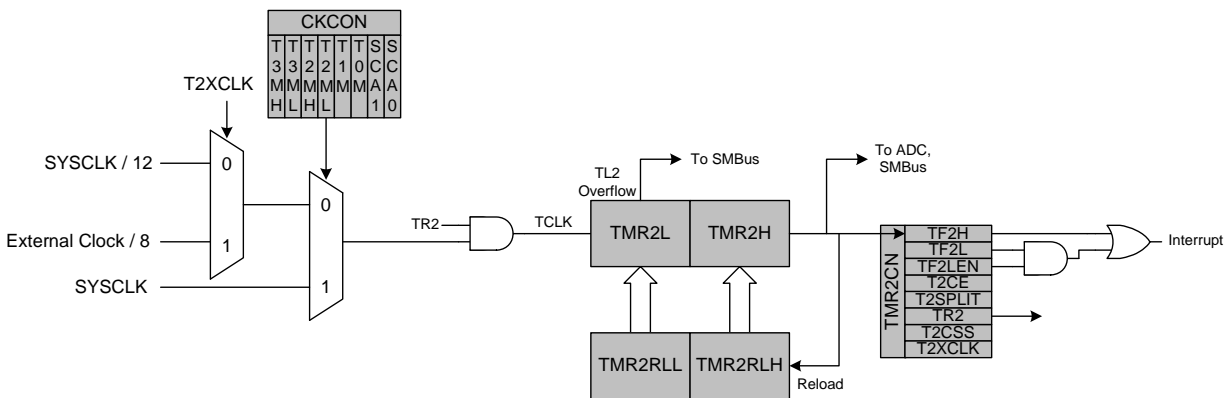 CKCON
T3MH
T3ML
T2MH
T2ML
T1M
T0M
SCA1
SCA0
T2XCLK
SYSCLK / 12
0
External Clock / 8
1
SYSCLK
0
1
TR2
TCLK
TL2
Overflow
To SMBus
To ADC,
SMBus
TMR2L
TMR2H
TMR2RLL
TMR2RLH
Reload
TMR2CN
TF2H
TF2L
TF2LEN
T2CE
T2SPLIT
TR2
T2CSS
T2XCLK
Interrupt